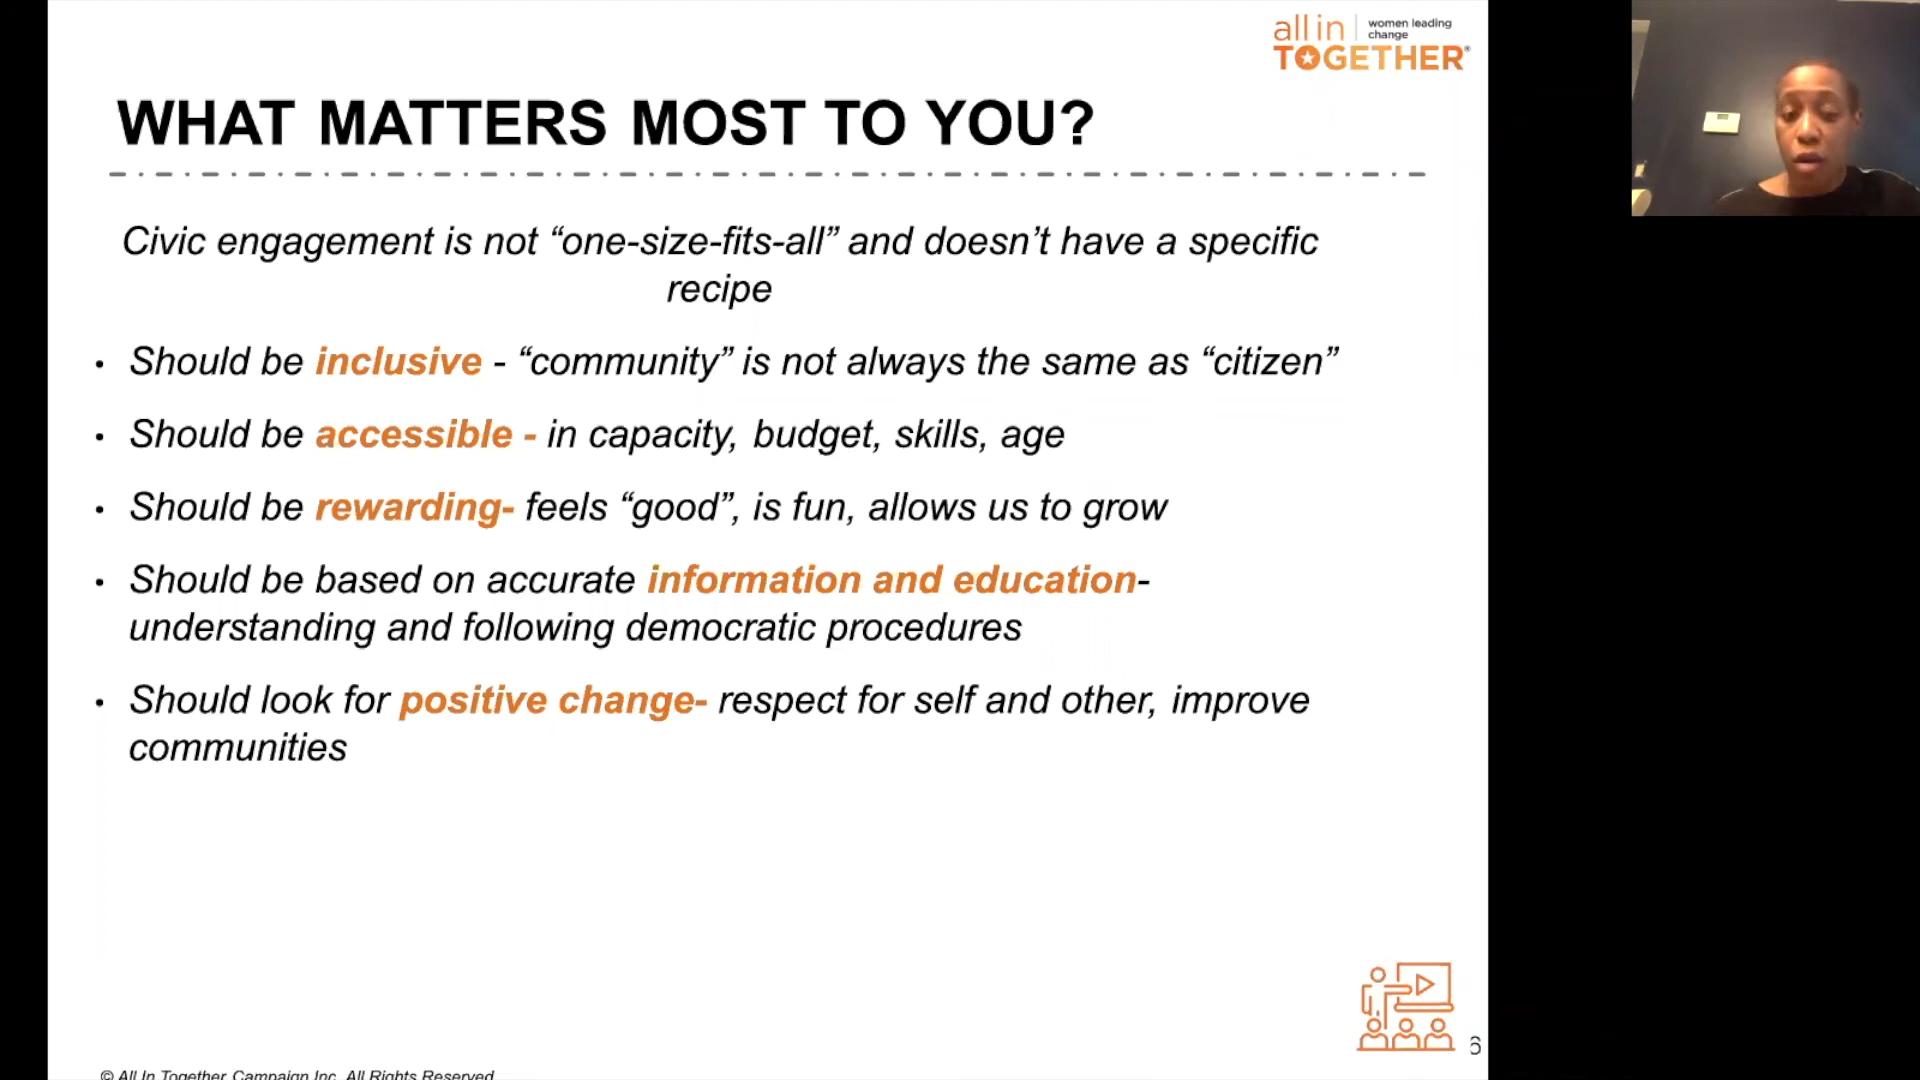 all in
women leading
change
TOGETHER®
WHAT MATTERS MOST TO YOU?
Civic engagement is not “one-size-fits-all” and doesn’t have a specific
recipe
• Should be inclusive - “community” is not always the same as “citizen”
• Should be accessible - in capacity, budget, skills, age
• Should be rewarding- feels “good”, is fun, allows us to grow
• Should be based on accurate information and education-
understanding and following democratic procedures
• Should look for positive change- respect for self and other, improve
communities
6
© All In Together Campaign Inc. All Rights Reserved